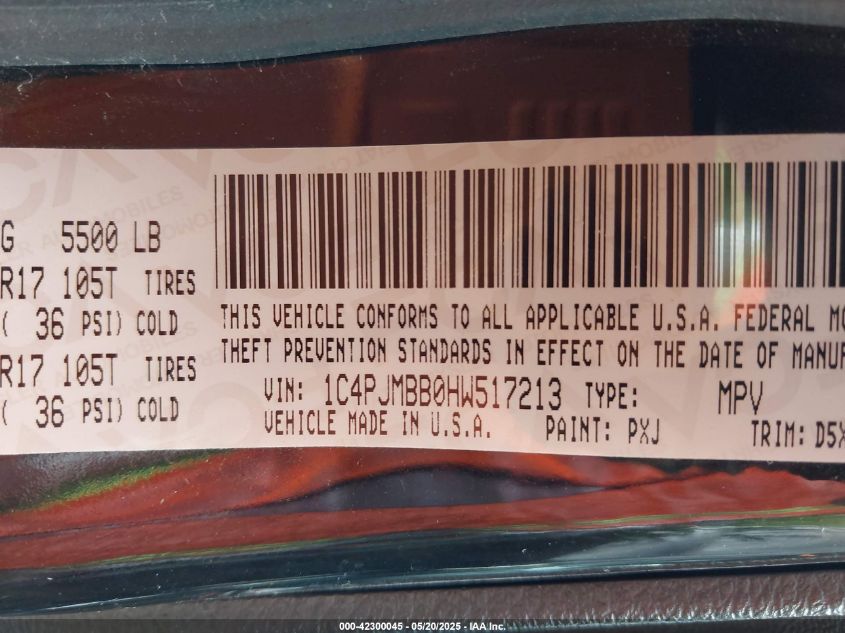 G 5500 LB
R17 105T TIRES
( 36 PSI) COLD
R17 105T TIRES
( 36 PSI) COLD
THIS VEHICLE CONFORMS TO ALL APPLICABLE U.S.A. FEDERAL MO
THEFT PREVENTION STANDARDS IN EFFECT ON THE DATE OF MANUF
VIN: 1C4PJMBB0HW517213 TYPE: MPV
VEHICLE MADE IN U.S.A. PAINT: PXJ TRIM: D5X
000-42300045 - 05/20/2025 - IAA Inc.